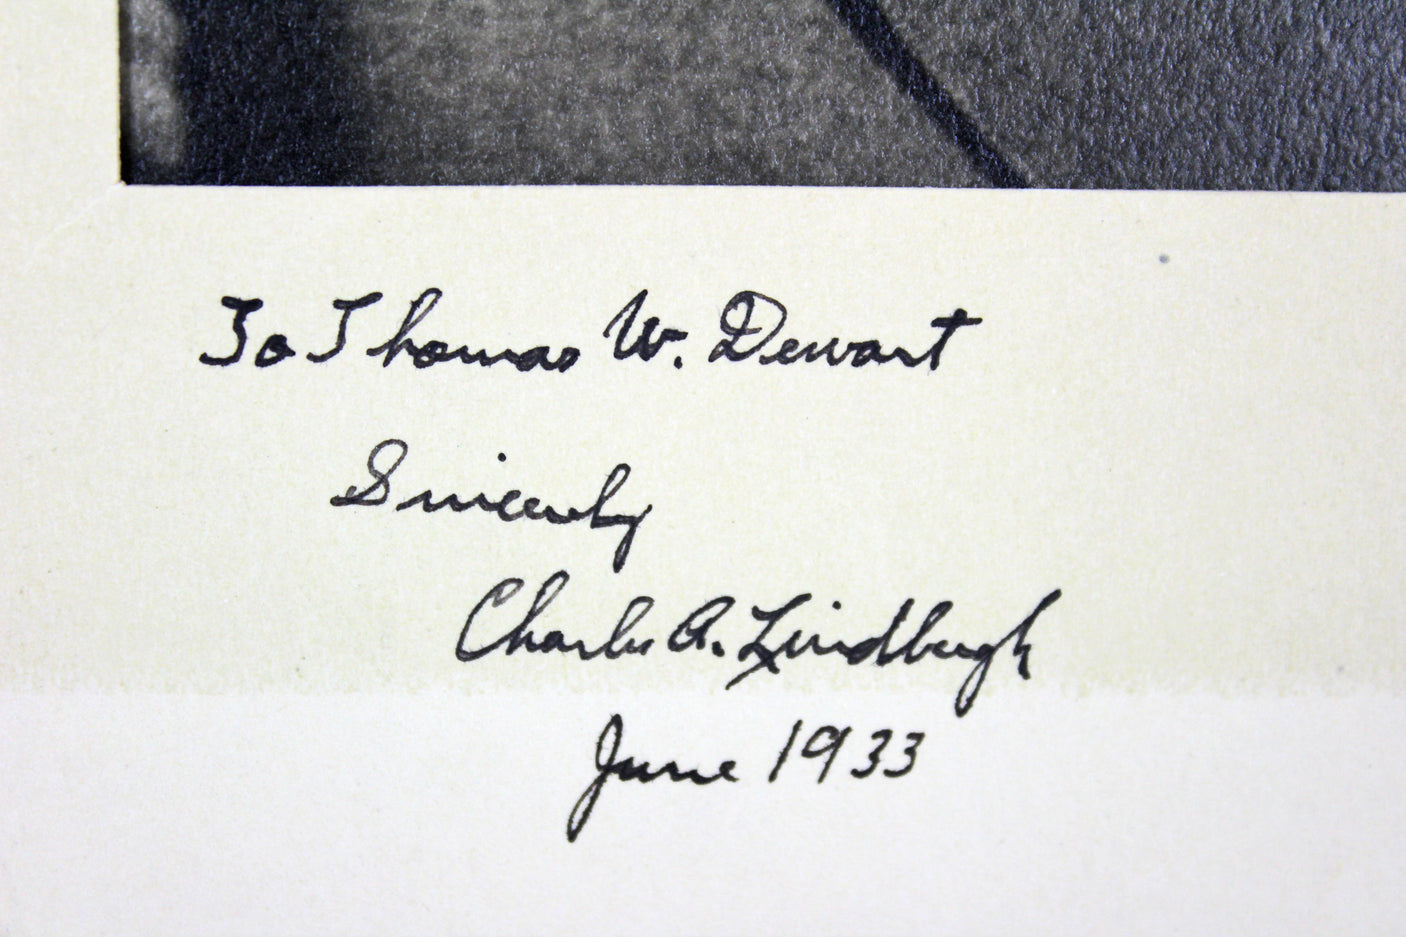 To Thomas W. Dewart
Sincerely
Charles A. Lindbergh
June 1933